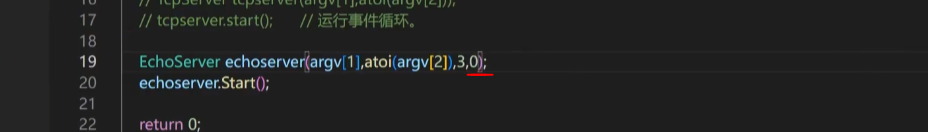 16 // TcpServer tcpserver(argv[1],atoi(argv[2]));
17 // tcpserver.start(); // 运行事件循环。
18
19 EchoServer echoserver(argv[1],atoi(argv[2]),3,0);
20 echoserver.Start();
21
22 return 0;